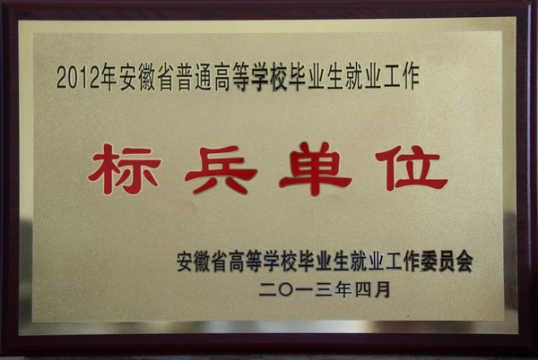 2012年安徽省普通高等学校毕业生就业工作
标兵单位
安徽省高等学校毕业生就业工作委员会
二〇一三年四月